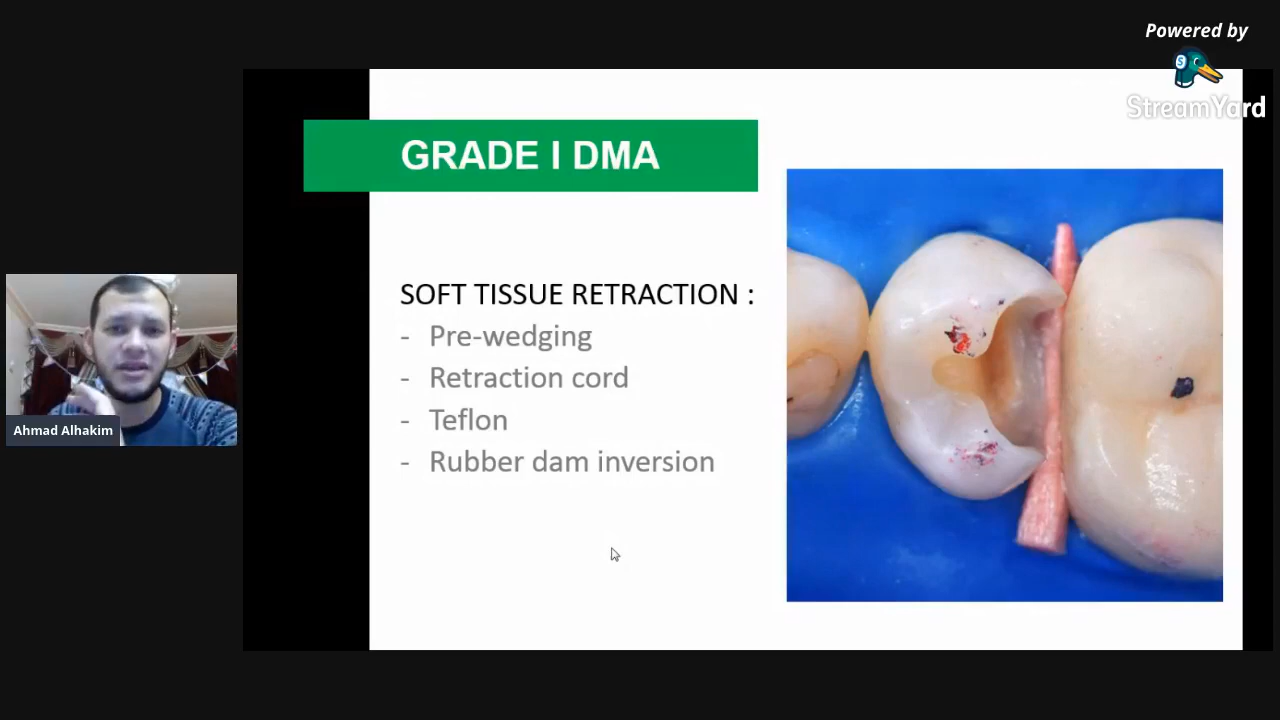 Powered by
StreamYard
GRADE I DMA
SOFT TISSUE RETRACTION :
- Pre-wedging
- Retraction cord
- Teflon
- Rubber dam inversion
Ahmad Alhakim